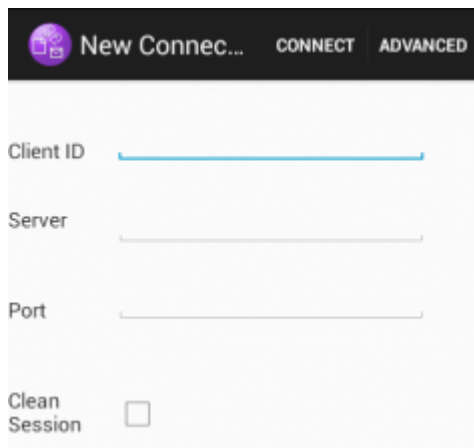 New Connec... CONNECT ADVANCED
Client ID
Server
Port
Clean
Session